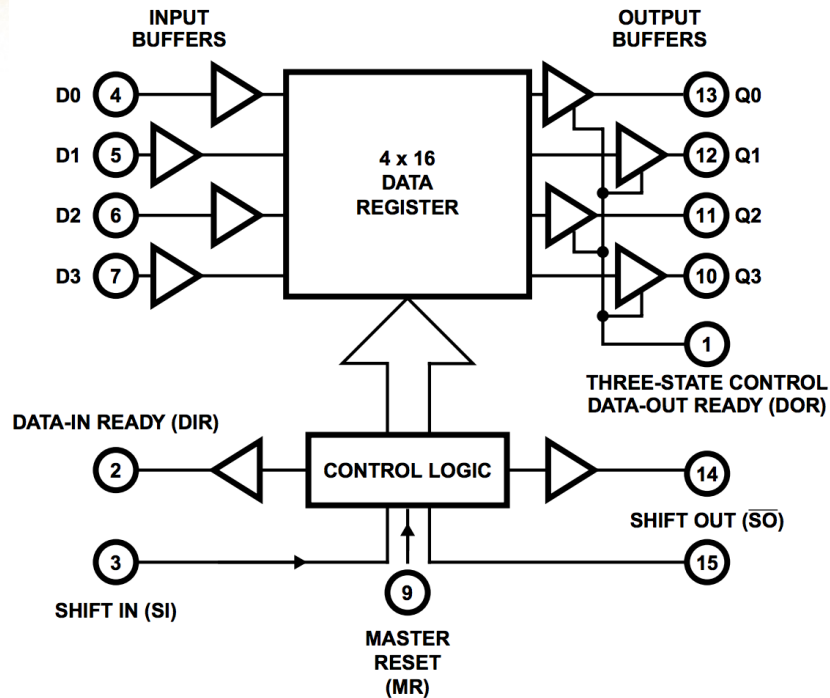 INPUT
BUFFERS
OUTPUT
BUFFERS
D0 4
13 Q0
D1 5
12 Q1
D2 6
11 Q2
D3 7
10 Q3
4 x 16
DATA
REGISTER
1
THREE-STATE CONTROL
DATA-OUT READY (DOR)
DATA-IN READY (DIR)
2
CONTROL LOGIC
14
SHIFT OUT (S̅O̅)
3
15
SHIFT IN (SI)
9
MASTER
RESET
(MR)